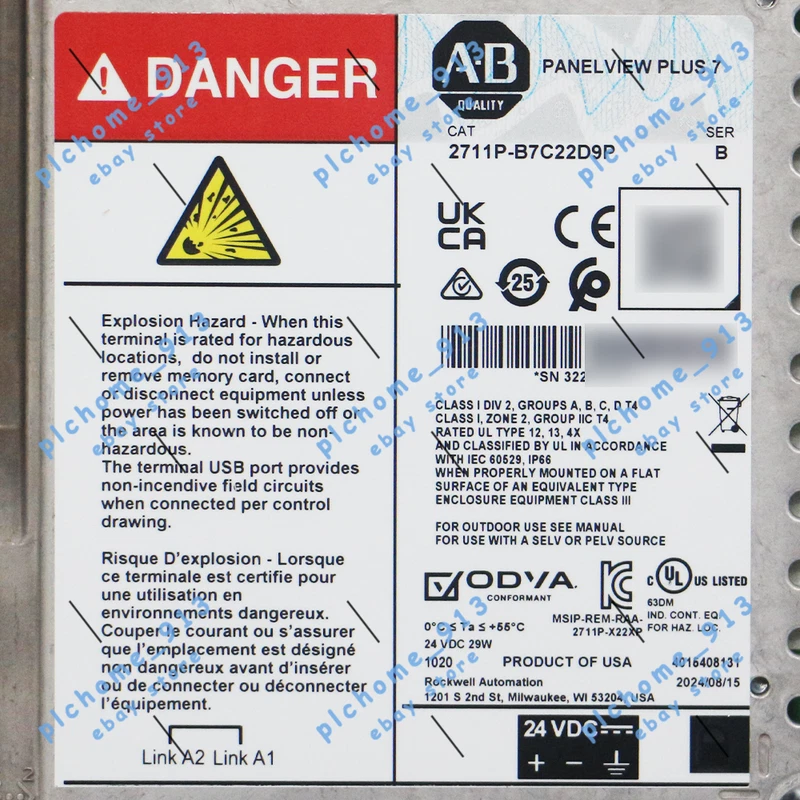 DANGER
Explosion Hazard - When this
terminal is rated for hazardous
locations, do not install or
remove memory card, connect
or disconnect equipment unless
power has been switched off or
the area is known to be non-
hazardous.
The terminal USB port provides
non-incendive field circuits
when connected per control
drawing.
Risque D'explosion - Lorsque
ce terminale est certifie pour
une utilisation en
environnements dangereux.
Couper le courant ou s'assurer
que l'emplacement est désigné
non dangereux avant d'insérer
ou de connecter ou déconnecter
l'équipement.
Link A2 Link A1
A-B
QUALITY
PANELVIEW PLUS 7
CAT
SER
2711P-B7C22D9P
B
UK
CA
CE
25
*SN 322
CLASS I DIV 2, GROUPS A, B, C, D T4
CLASS I, ZONE 2, GROUP IIC T4
RATED UL TYPE 12, 13, 4X
AND CLASSIFIED BY UL IN ACCORDANCE
WITH IEC 60529, IP66
WHEN PROPERLY MOUNTED ON A FLAT
SURFACE OF AN EQUIVALENT TYPE
ENCLOSURE EQUIPMENT CLASS III
FOR OUTDOOR USE SEE MANUAL
FOR USE WITH A SELV OR PELV SOURCE
ODVA
CONFORMANT
C UL US LISTED
63DM
IND. CONT. EQ.
FOR HAZ. LOC.
MSIP-REM-RAA-
2711P-X22XP
0°C ≤ Ta ≤ +55°C
24 VDC 29W
1020 PRODUCT OF USA 4015408131
Rockwell Automation 2024/08/15
1201 S 2nd St, Milwaukee, WI 53204, USA
24 VDC
+ -
plchome_913
ebay store